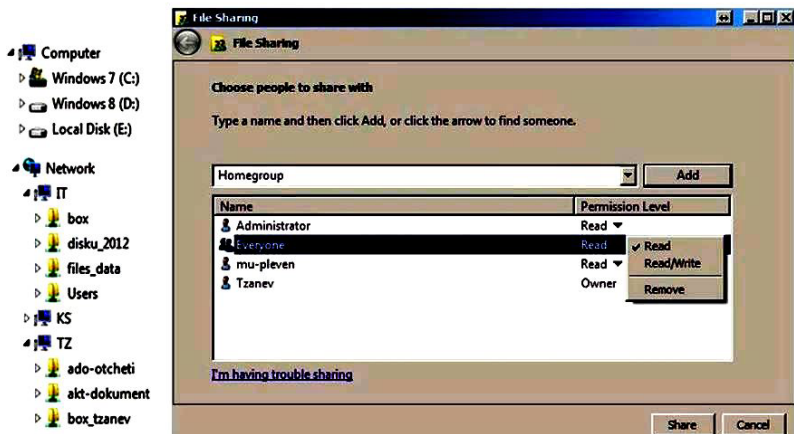 Computer
Windows 7 (C:)
Windows 8 (D:)
Local Disk (E:)
Network
IT
box
disku_2012
files_data
Users
KS
TZ
ado-otcheti
akt-dokument
box_tzanev
File Sharing
File Sharing
Choose people to share with
Type a name and then click Add, or click the arrow to find someone.
Homegroup
Add
Name Permission Level
Administrator Read
Everyone Read
mu-pleven Read
Tzanev Owner
Read
Read/Write
Remove
I'm having trouble sharing
Share Cancel